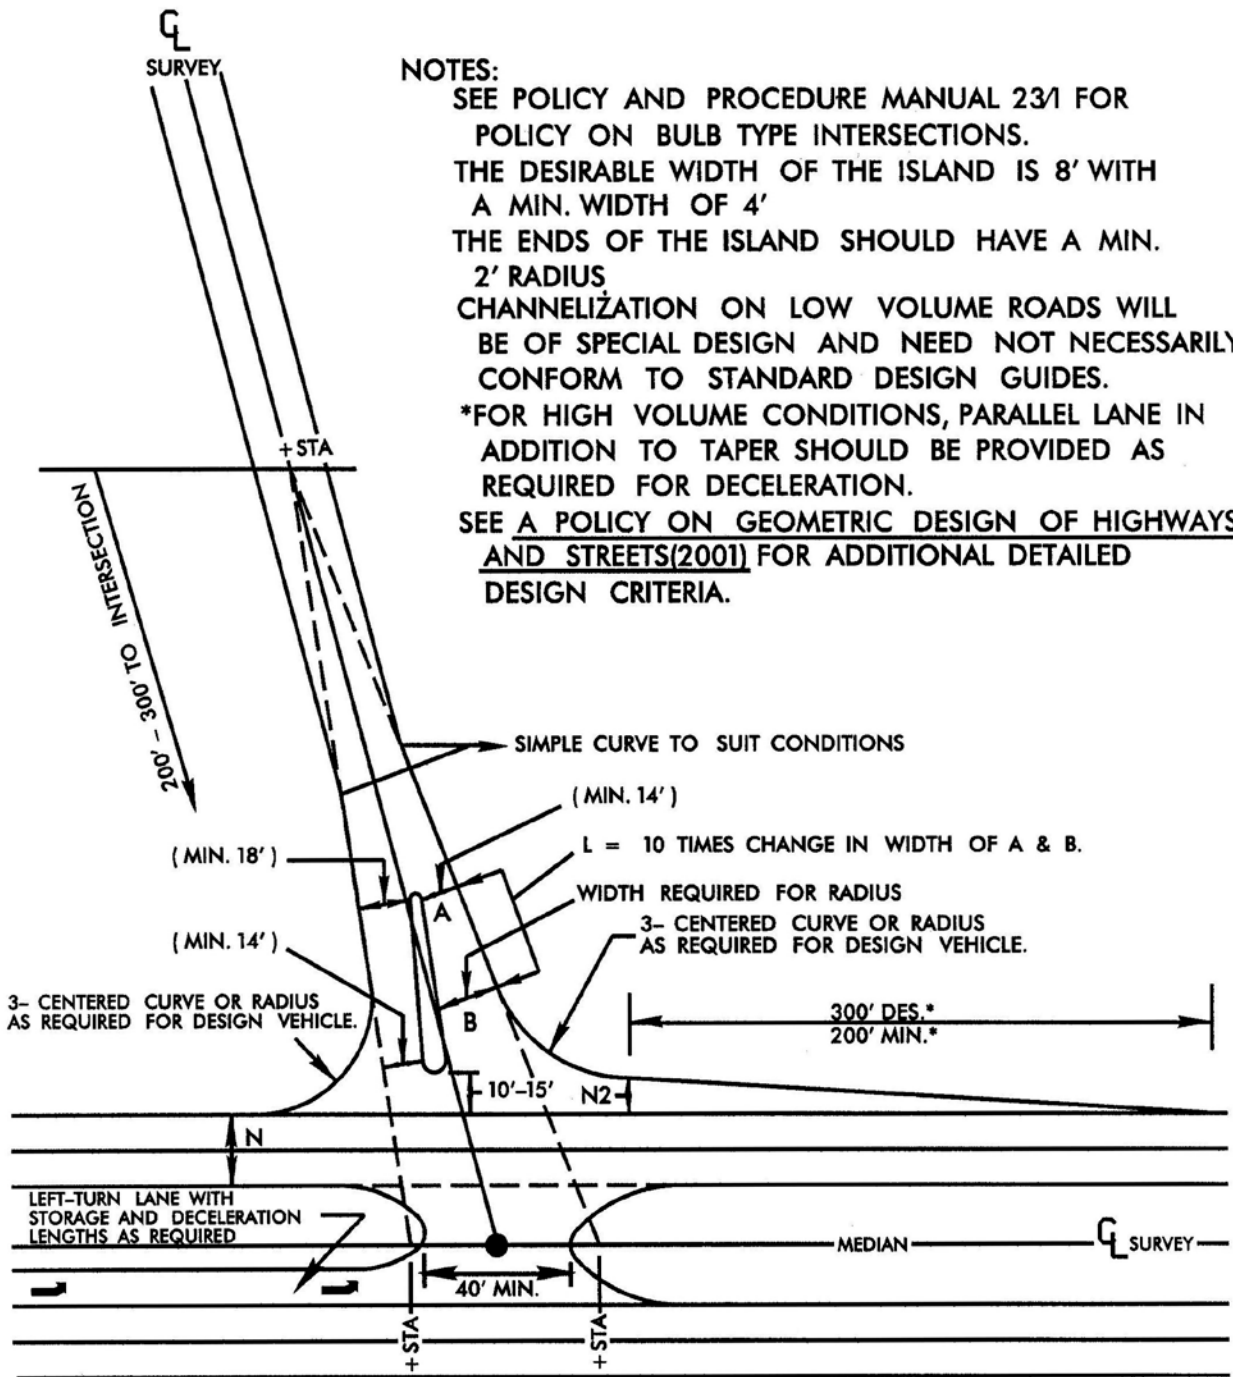 CL
SURVEY
NOTES:
SEE POLICY AND PROCEDURE MANUAL 23/1 FOR
POLICY ON BULB TYPE INTERSECTIONS.
THE DESIRABLE WIDTH OF THE ISLAND IS 8' WITH
A MIN. WIDTH OF 4'
THE ENDS OF THE ISLAND SHOULD HAVE A MIN.
2' RADIUS
CHANNELIZATION ON LOW VOLUME ROADS WILL
BE OF SPECIAL DESIGN AND NEED NOT NECESSARILY
CONFORM TO STANDARD DESIGN GUIDES.
*FOR HIGH VOLUME CONDITIONS, PARALLEL LANE IN
ADDITION TO TAPER SHOULD BE PROVIDED AS
REQUIRED FOR DECELERATION.
SEE A POLICY ON GEOMETRIC DESIGN OF HIGHWAYS
AND STREETS(2001) FOR ADDITIONAL DETAILED
DESIGN CRITERIA.
+ STA
200' - 300' TO INTERSECTION
SIMPLE CURVE TO SUIT CONDITIONS
( MIN. 14' )
L = 10 TIMES CHANGE IN WIDTH OF A & B.
( MIN. 18' )
WIDTH REQUIRED FOR RADIUS
A
3- CENTERED CURVE OR RADIUS
AS REQUIRED FOR DESIGN VEHICLE.
( MIN. 14' )
3- CENTERED CURVE OR RADIUS
AS REQUIRED FOR DESIGN VEHICLE.
B
300' DES.*
200' MIN.*
10'-15'
N2
N
LEFT-TURN LANE WITH
STORAGE AND DECELERATION
LENGTHS AS REQUIRED
MEDIAN
CL SURVEY
40' MIN.
+ STA
+ STA